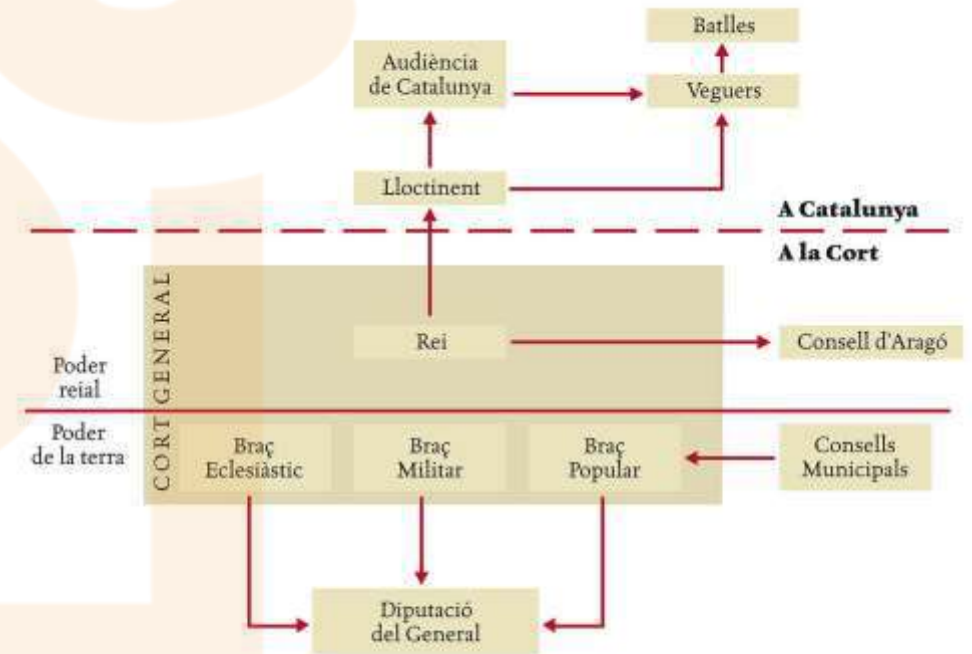 Batlles
Audiència
de Catalunya
Veguers
Lloctinent
A Catalunya
A la Cort
CORT GENERAL
Rei
Consell d'Aragó
Poder
reial
Poder
de la terra
Braç
Eclesiàstic
Braç
Militar
Braç
Popular
Consells
Municipals
Diputació
del General